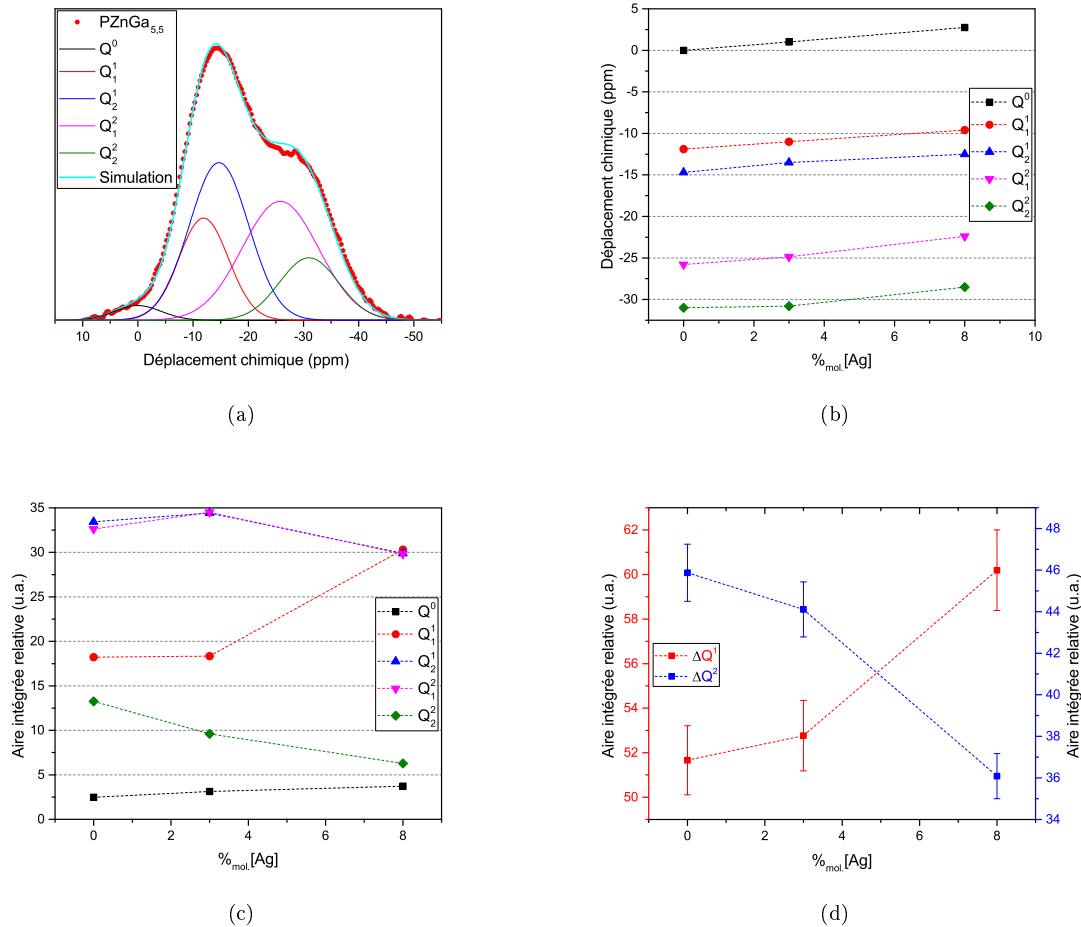 PZnGa5,5
Q0
Q11
Q12
Q21
Q22
Simulation
10 0 -10 -20 -30 -40 -50
Déplacement chimique (ppm)
(a)
5
0
5
-10
-15
-20
-25
-30
Déplacement chimique (ppm)
Q0
Q11
Q12
Q21
Q22
0 2 4 6 8 10
%mol.[Ag]
(b)
35
30
25
20
15
10
5
0
Aire intégrée relative (u.a.)
Q0
Q11
Q12
Q21
Q22
0 2 4 6 8
%mol.[Ag]
(c)
62
60
58
56
54
52
50
Aire intégrée relative (u.a.)
ΔQ1
ΔQ2
48
46
44
42
40
38
36
34
Aire intégrée relative (u.a.)
0 2 4 6 8
%mol.[Ag]
(d)